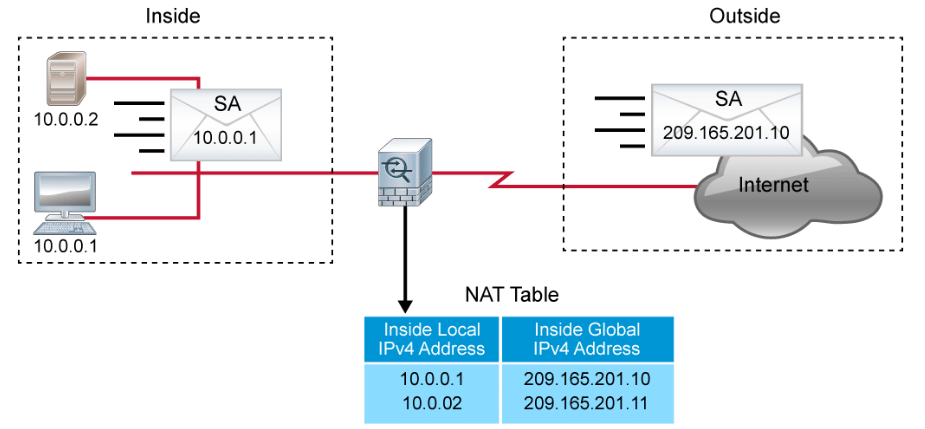 Inside
Outside
10.0.0.2
SA
10.0.0.1
10.0.0.1
SA
209.165.201.10
Internet
NAT Table
Inside Local
IPv4 Address
Inside Global
IPv4 Address
10.0.0.1
209.165.201.10
10.0.02
209.165.201.11